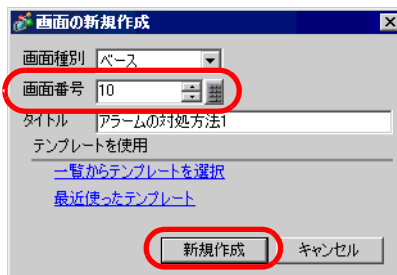 画面の新規作成
画面種別 ベース
画面番号 10
タイトル アラームの対処方法1
テンプレートを使用
一覧からテンプレートを選択
最近使ったテンプレート
新規作成 キャンセル